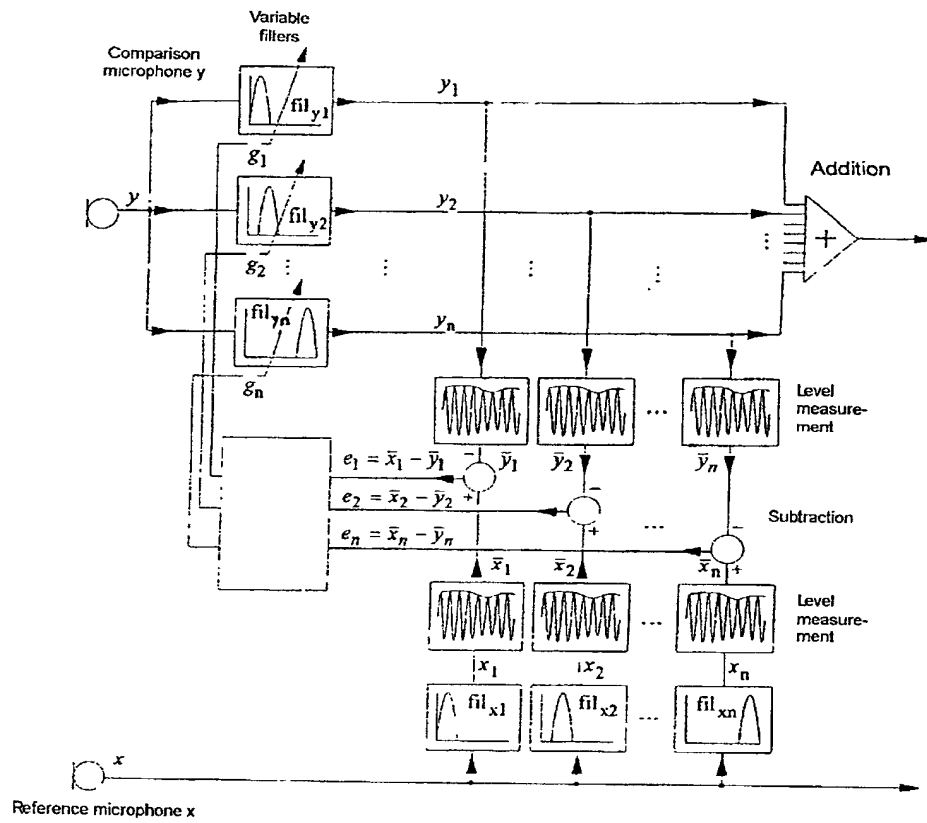 Variable
filters
Comparison
microphone y
fil_y1
y_1
g_1
Addition
y
fil_y2
y_2
+
g_2
...
...
...
...
...
fil_yn
y_n
g_n
Level
measure-
ment
...
e_1 = x̄_1 − ȳ_1
−
ȳ_1
ȳ_2
ȳ_n
+
e_2 = x̄_2 − ȳ_2
−
+
Subtraction
...
e_n = x̄_n − ȳ_n
−
+
x̄_1
x̄_2
x̄_n
Level
measure-
ment
...
x_1
x_2
x_n
fil_x1
fil_x2
...
fil_xn
x
Reference microphone x